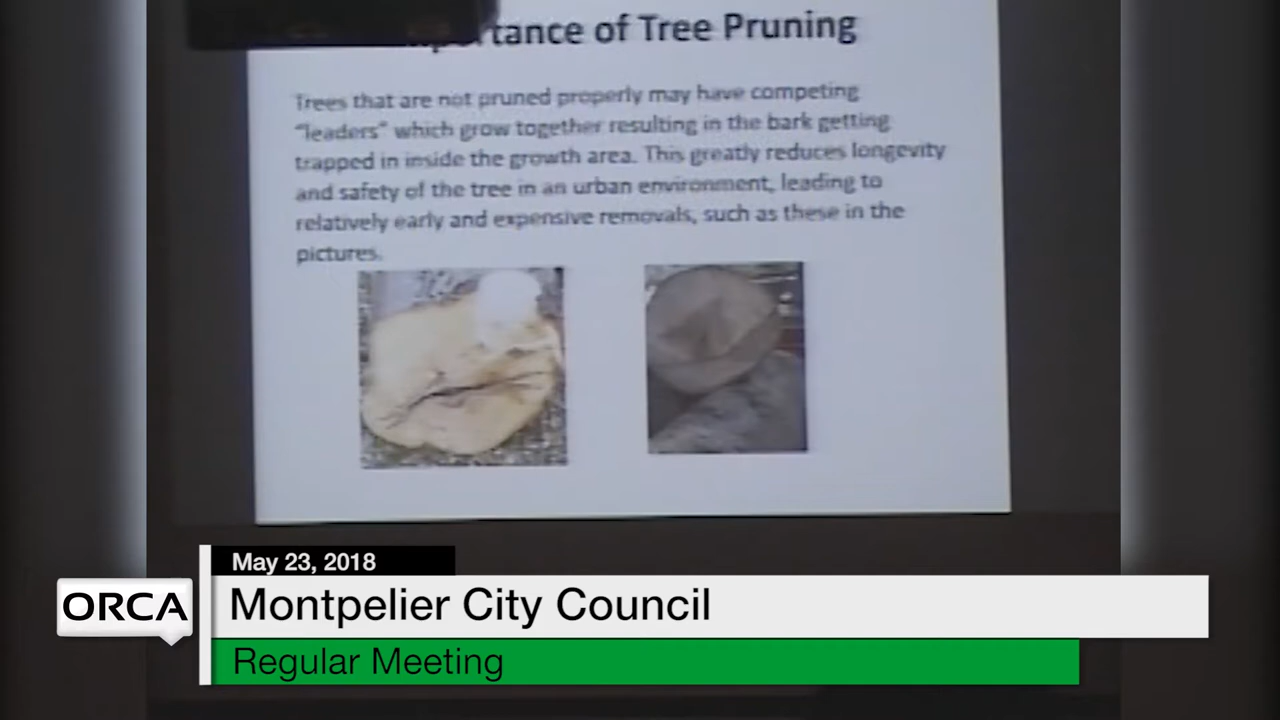 tance of Tree Pruning
Trees that are not pruned properly may have competing
"leaders" which grow together resulting in the bark getting
trapped in inside the growth area. This greatly reduces longevity
and safety of the tree in an urban environment, leading to
relatively early and expensive removals, such as these in the
pictures.
May 23, 2018
ORCA
Montpelier City Council
Regular Meeting